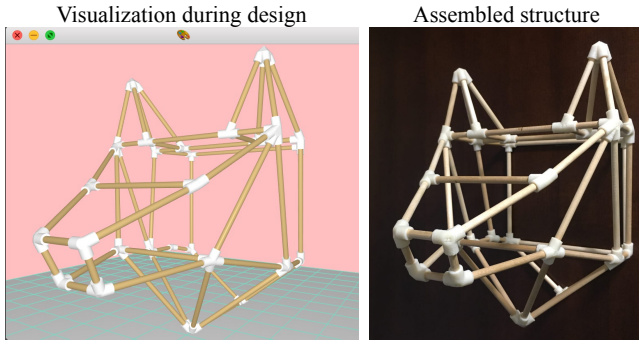 Visualization during design
Assembled structure